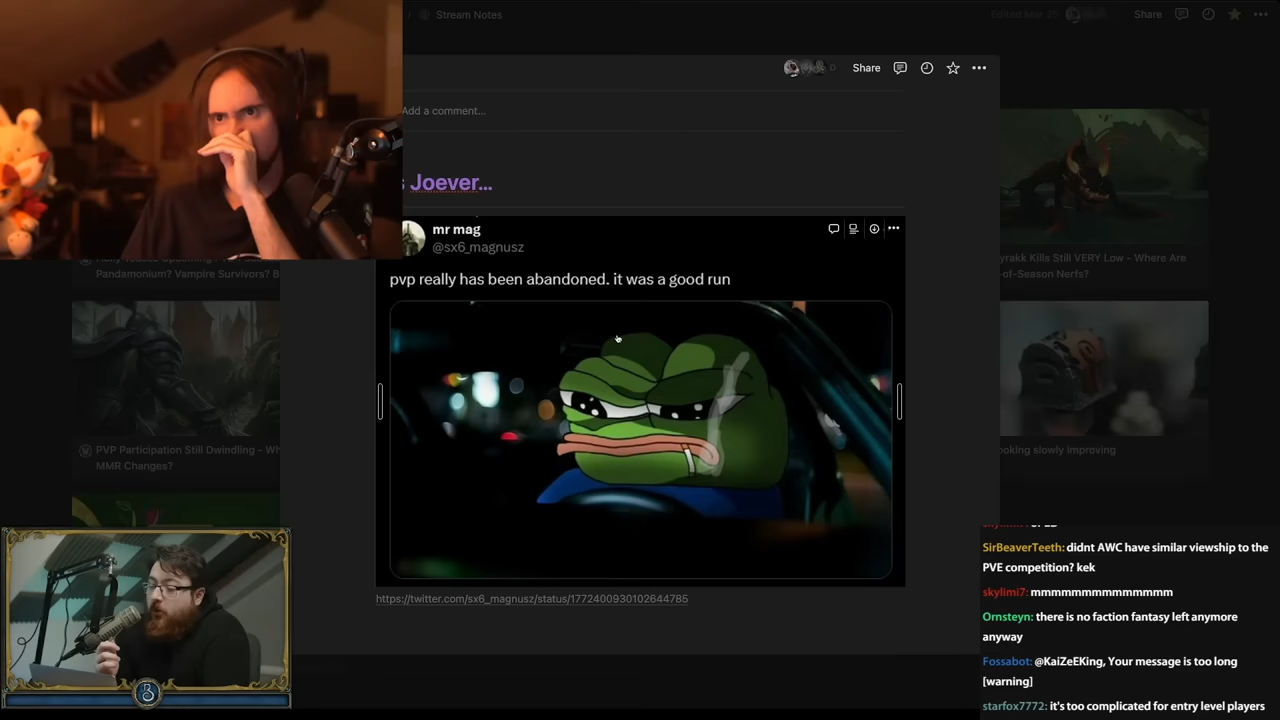 Stream Notes
Share
Share
Add a comment...
Joever...
mr mag
@sx6_magnusz
pvp really has been abandoned. it was a good run
https://twitter.com/sx6_magnusz/status/1772400930102644785
Pandamonium? Vampire Survivors? B
PVP Participation Still Dwindling - Wh
MMR Changes?
yrakk Kills Still VERY Low - Where Are
-of-Season Nerfs?
oking slowly Improving
SirBeaverTeeth: didnt AWC have similar viewship to the
PVE competition? kek
skylimi7: mmmmmmmmmmmmmmm
Ornsteyn: there is no faction fantasy left anymore
anyway
Fossabot: @KaiZeEKing, Your message is too long
[warning]
starfox7772: it's too complicated for entry level players